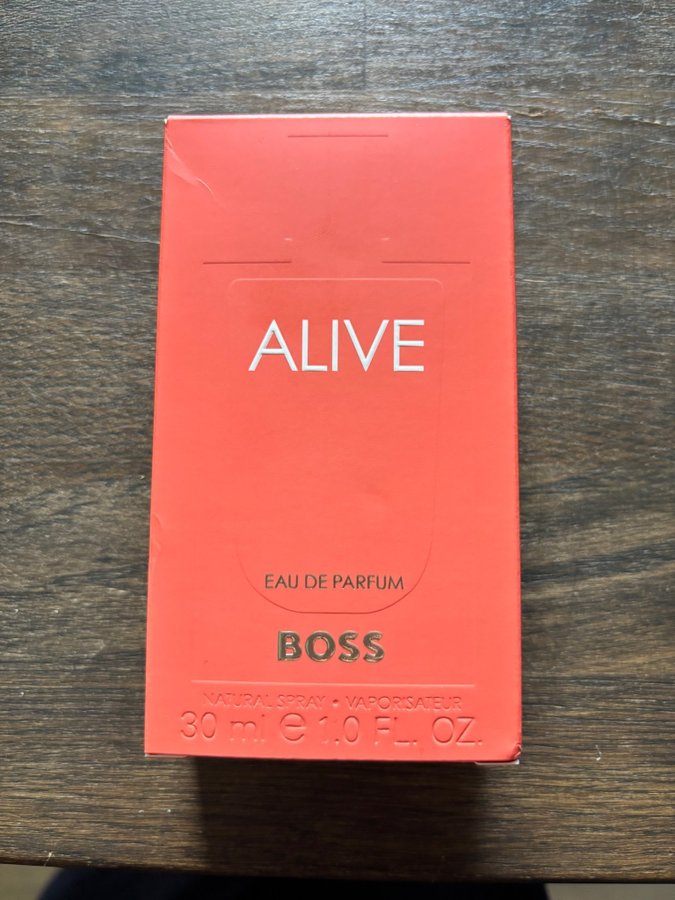 ALIVE
EAU DE PARFUM
BOSS
NATURAL SPRAY • VAPORISATEUR
30 ml ℮ 1.0 FL. OZ.